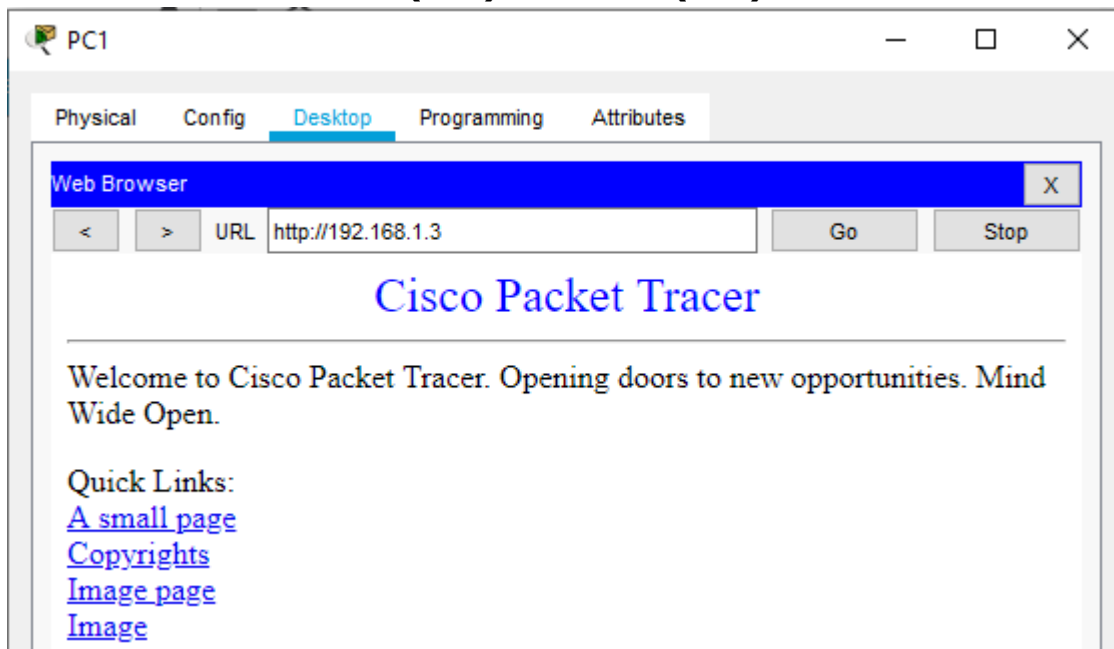 PC1
Physical Config Desktop Programming Attributes
Web Browser X
< > URL http://192.168.1.3 Go Stop
Cisco Packet Tracer
Welcome to Cisco Packet Tracer. Opening doors to new opportunities. Mind
Wide Open.
Quick Links:
A small page
Copyrights
Image page
Image